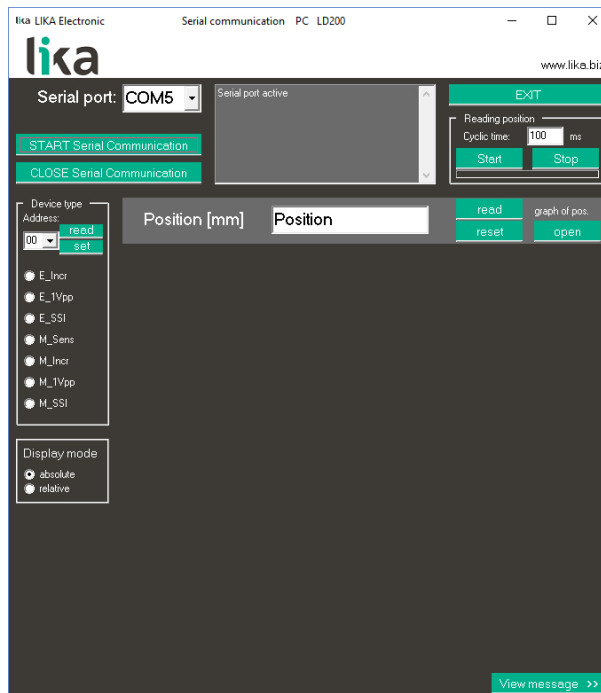 lika LIKA Electronic Serial communication PC LD200
lika
www.lika.biz
Serial port: COM5
Serial port active
EXIT
Reading position
Cyclic time: 100 ms
START Serial Communication
Start Stop
CLOSE Serial Communication
Device type
Address:
00 read
set
Position [mm] Position
read graph of pos.
reset open
E_Incr
E_1Vpp
E_SSI
M_Sens
M_Incr
M_1Vpp
M_SSI
Display mode
absolute
relative
View message >>